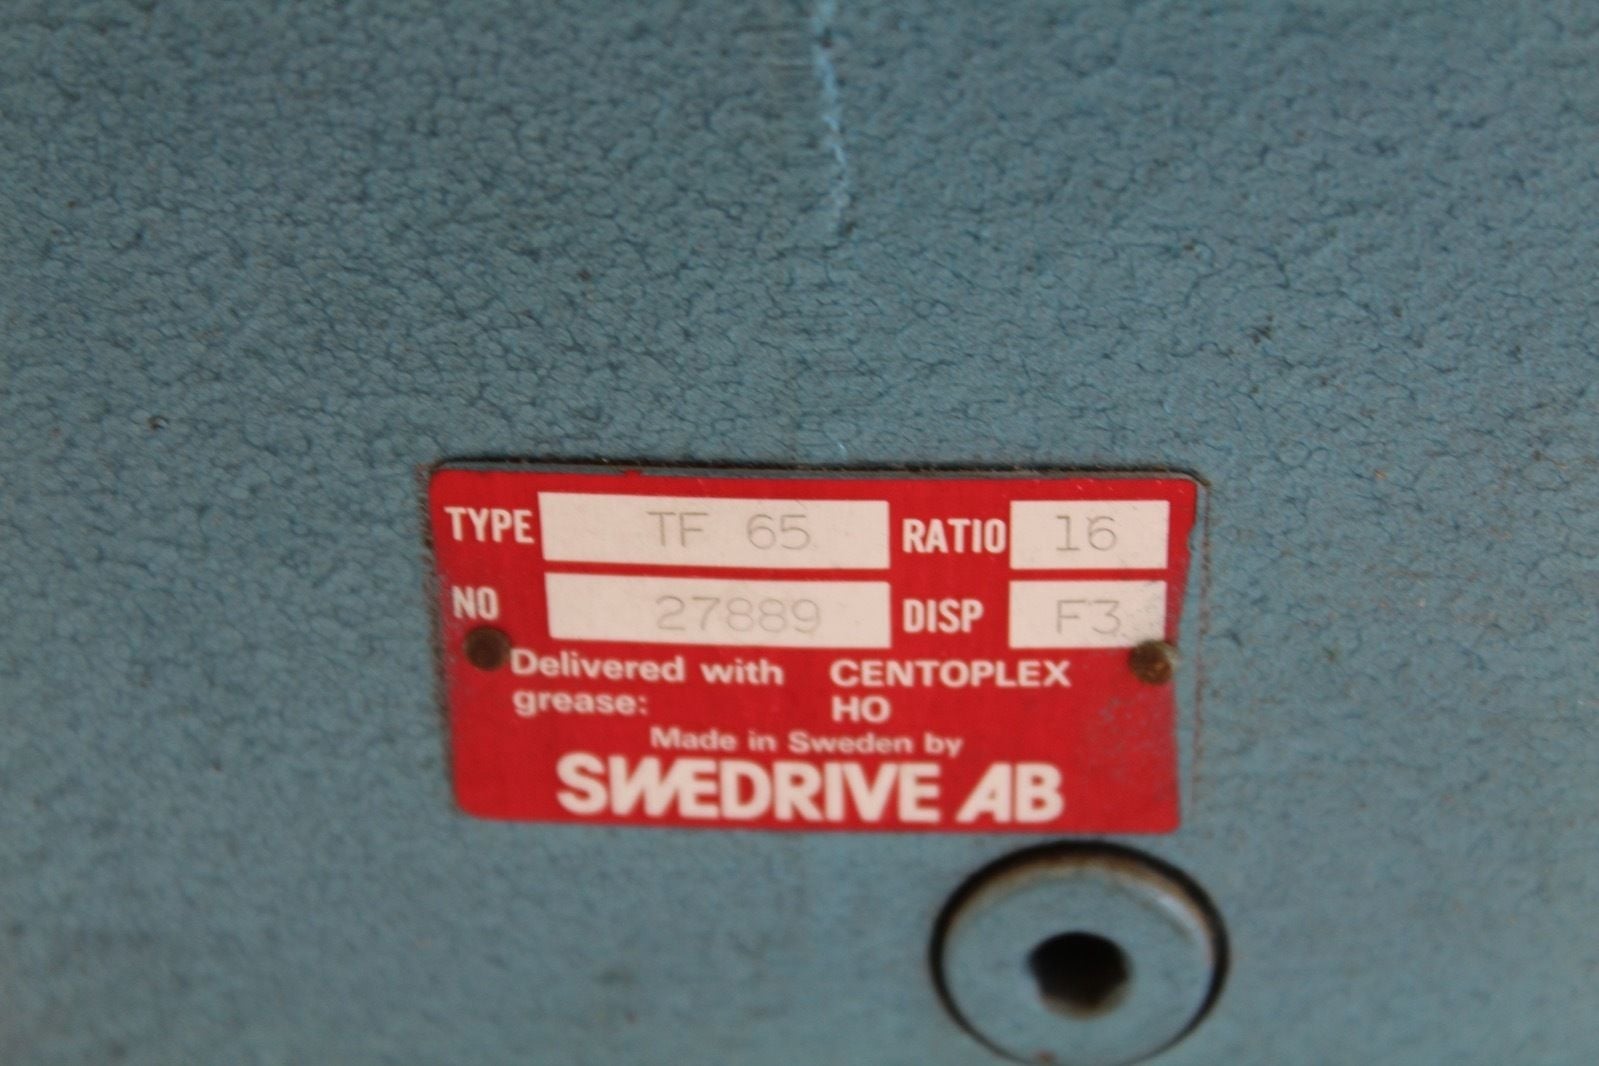 TYPE TF 65 RATIO 16
NO 27889 DISP F3
Delivered with CENTOPLEX
grease: HO
Made in Sweden by
SWEDRIVE AB